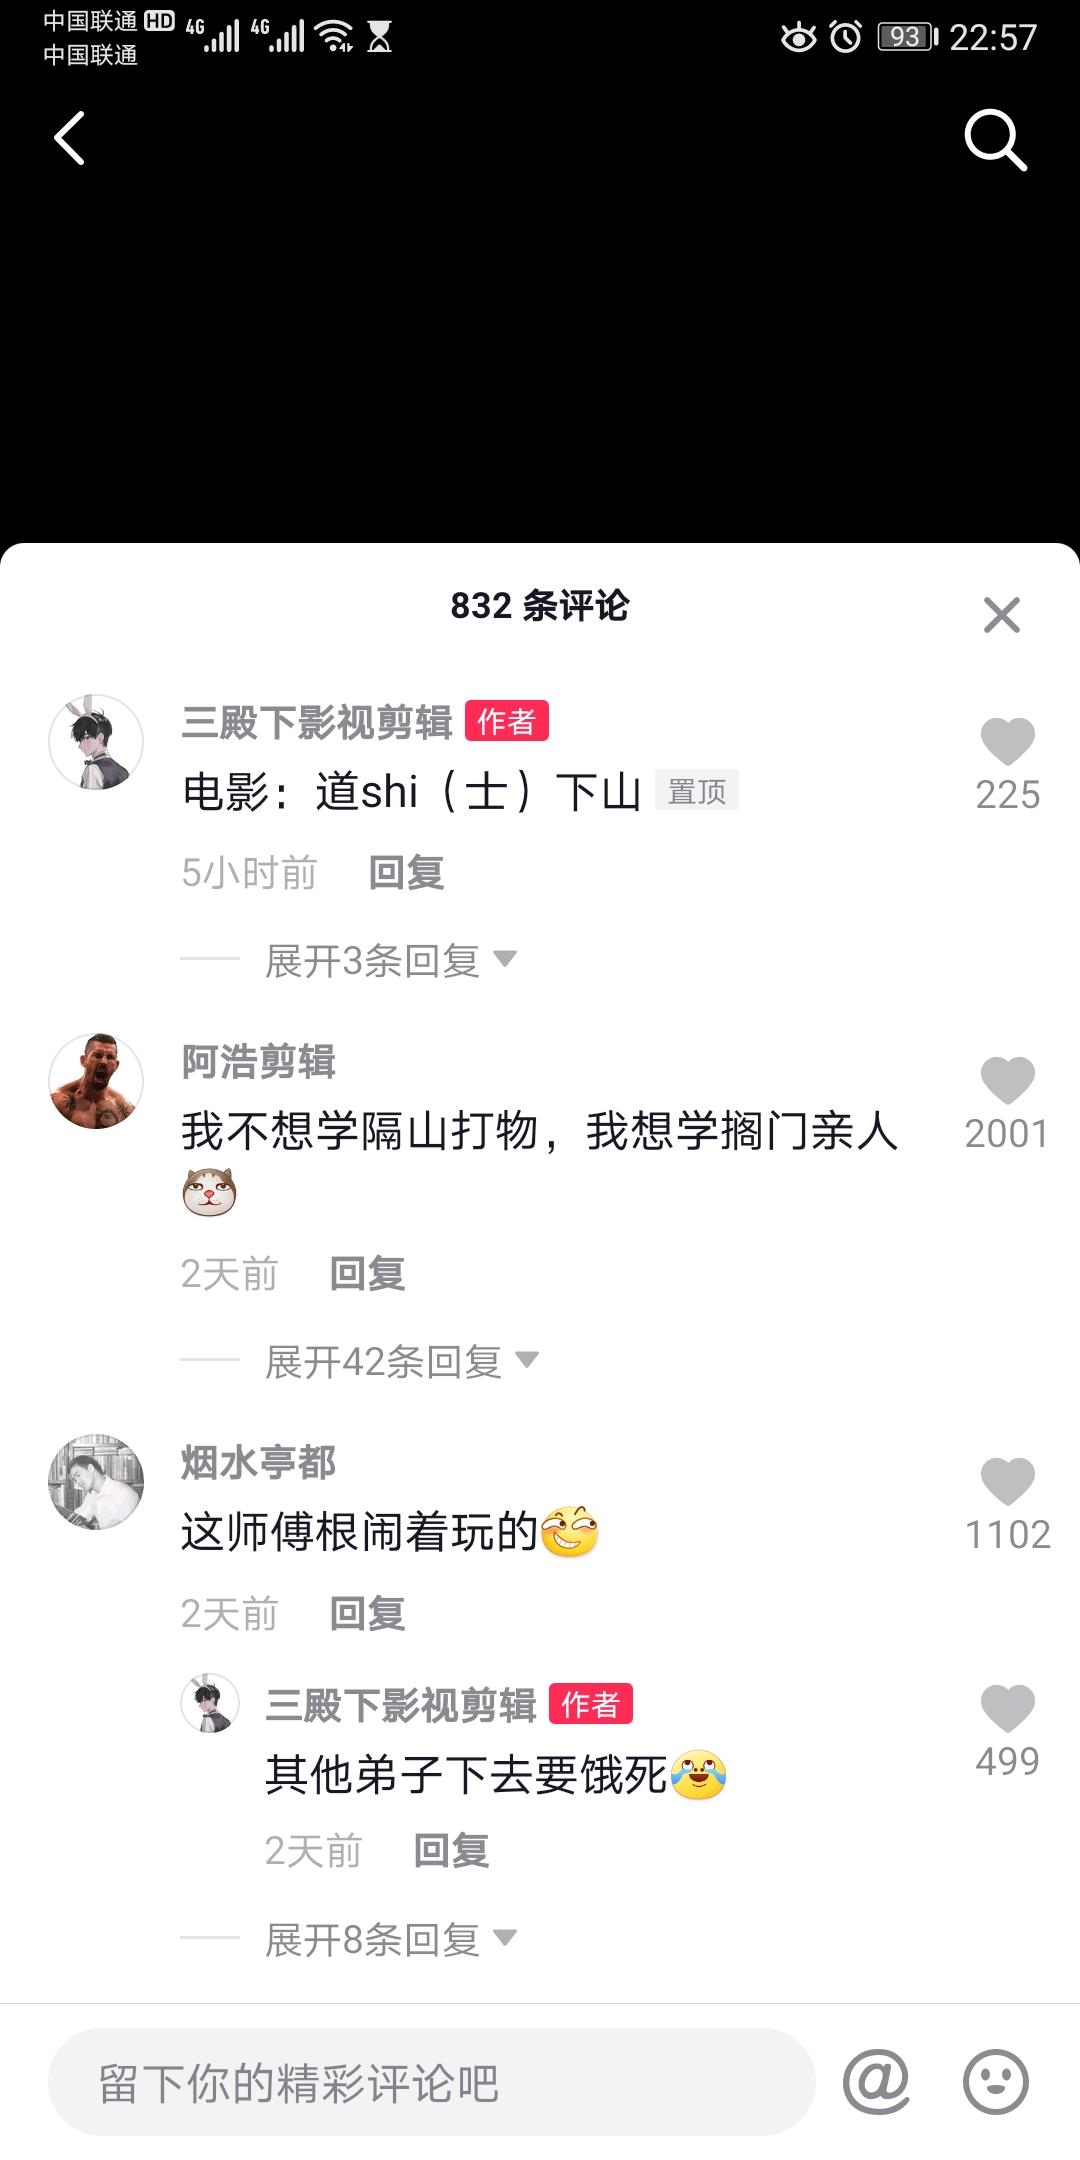 中国联通 HD 4G 4G 93 22:57
中国联通
832 条评论
三殿下影视剪辑 作者
电影：道shi（士）下山 置顶
225
5小时前 回复
展开3条回复
阿浩剪辑
我不想学隔山打物，我想学搁门亲人
2001
2天前 回复
展开42条回复
烟水亭都
这师傅根闹着玩的
1102
2天前 回复
三殿下影视剪辑 作者
其他弟子下去要饿死
499
2天前 回复
展开8条回复
留下你的精彩评论吧 @